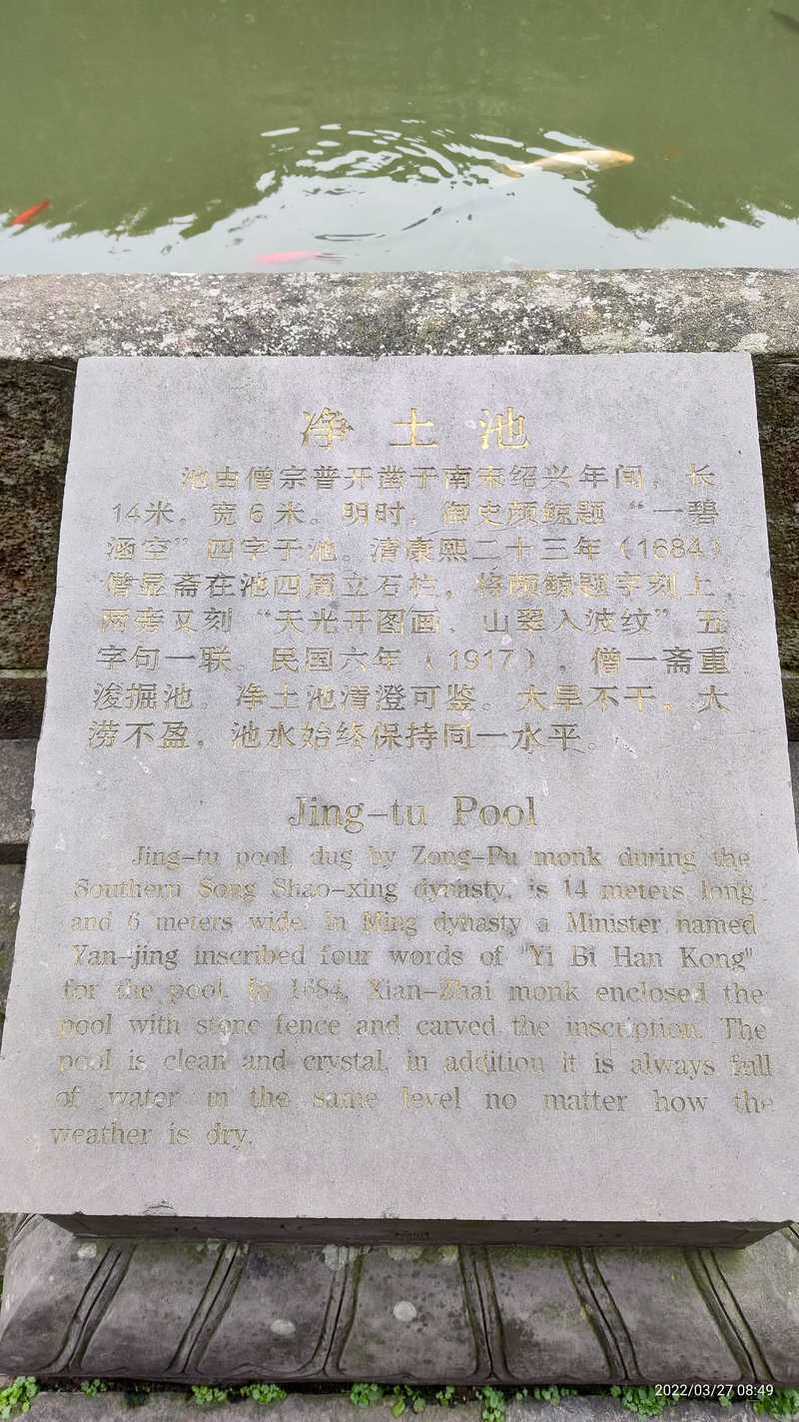 净土池
池由僧宗普开凿于南宋绍兴年间，长
14米，宽6米。明时，御史颜鲸题“一碧
涵空”四字于池。清康熙二十三年（1684）
僧显斋在池四周立石栏，将颜鲸题字刻上，
两旁又刻“天光开图画、山翠入波纹”五
字句一联。民国六年（1917），僧一斋重
浚掘池。净土池清澄可鉴。大旱不干，大
涝不盈，池水始终保持同一水平。
Jing-tu Pool
Jing-tu pool, dug by Zong-Pu monk during the
Southern Song Shao-xing dynasty, is 14 meters long
and 6 meters wide. In Ming dynasty a Minister named
Yan-jing inscribed four words of "Yi Bi Han Kong"
for the pool. In 1684, Xian-Zhai monk enclosed the
pool with stone fence and carved the inscription. The
pool is clean and crystal, in addition it is always full
of water in the same level no matter how the
weather is dry.
2022/03/27 08:49